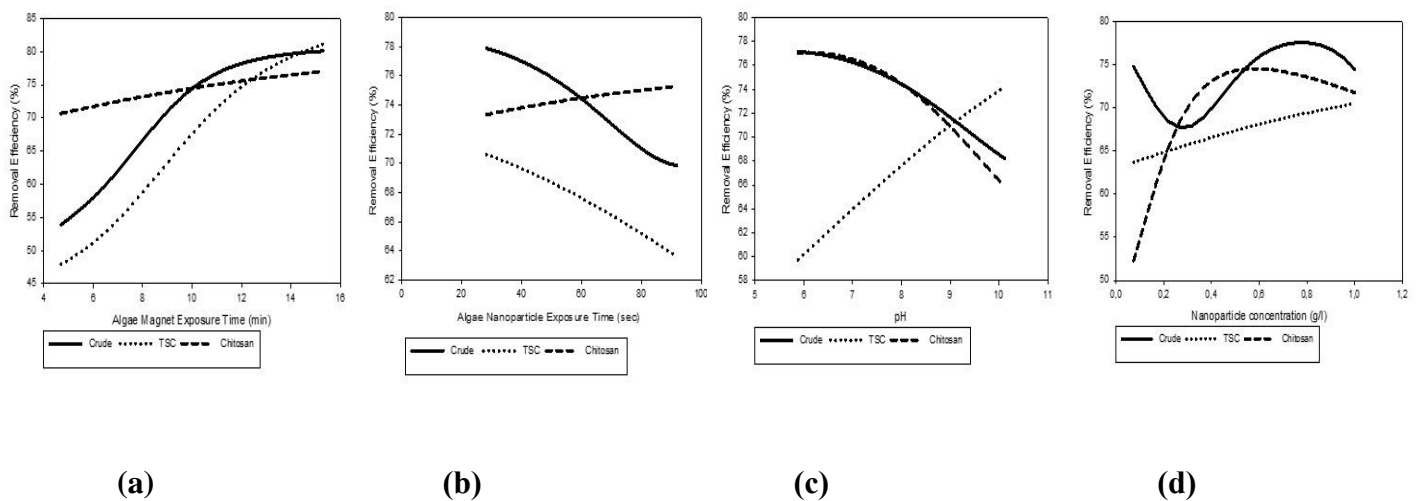 Removal Effeciency (%)
85
80
75
70
65
60
55
50
45
4
6
8
10
12
14
16
Algae Magnet Exposure Time (min)
Crude
TSC
Chitosan
(a)
Removal Efficiency (%)
80
78
76
74
72
70
68
66
64
62
0
20
40
60
80
100
Algae Nanoparticle Exposure Time (sec)
Crude
TSC
Chitosan
(b)
Removal Efficiency (%)
80
78
76
74
72
70
68
66
64
62
60
58
5
6
7
8
9
10
11
pH
Crude
TSC
Chitosan
(c)
Removal Efficiency (%)
80
75
70
65
60
55
50
0,0
0,2
0,4
0,6
0,8
1,0
1,2
Nanoparticle concentration (g/l)
Crude
TSC
Chitosan
(d)